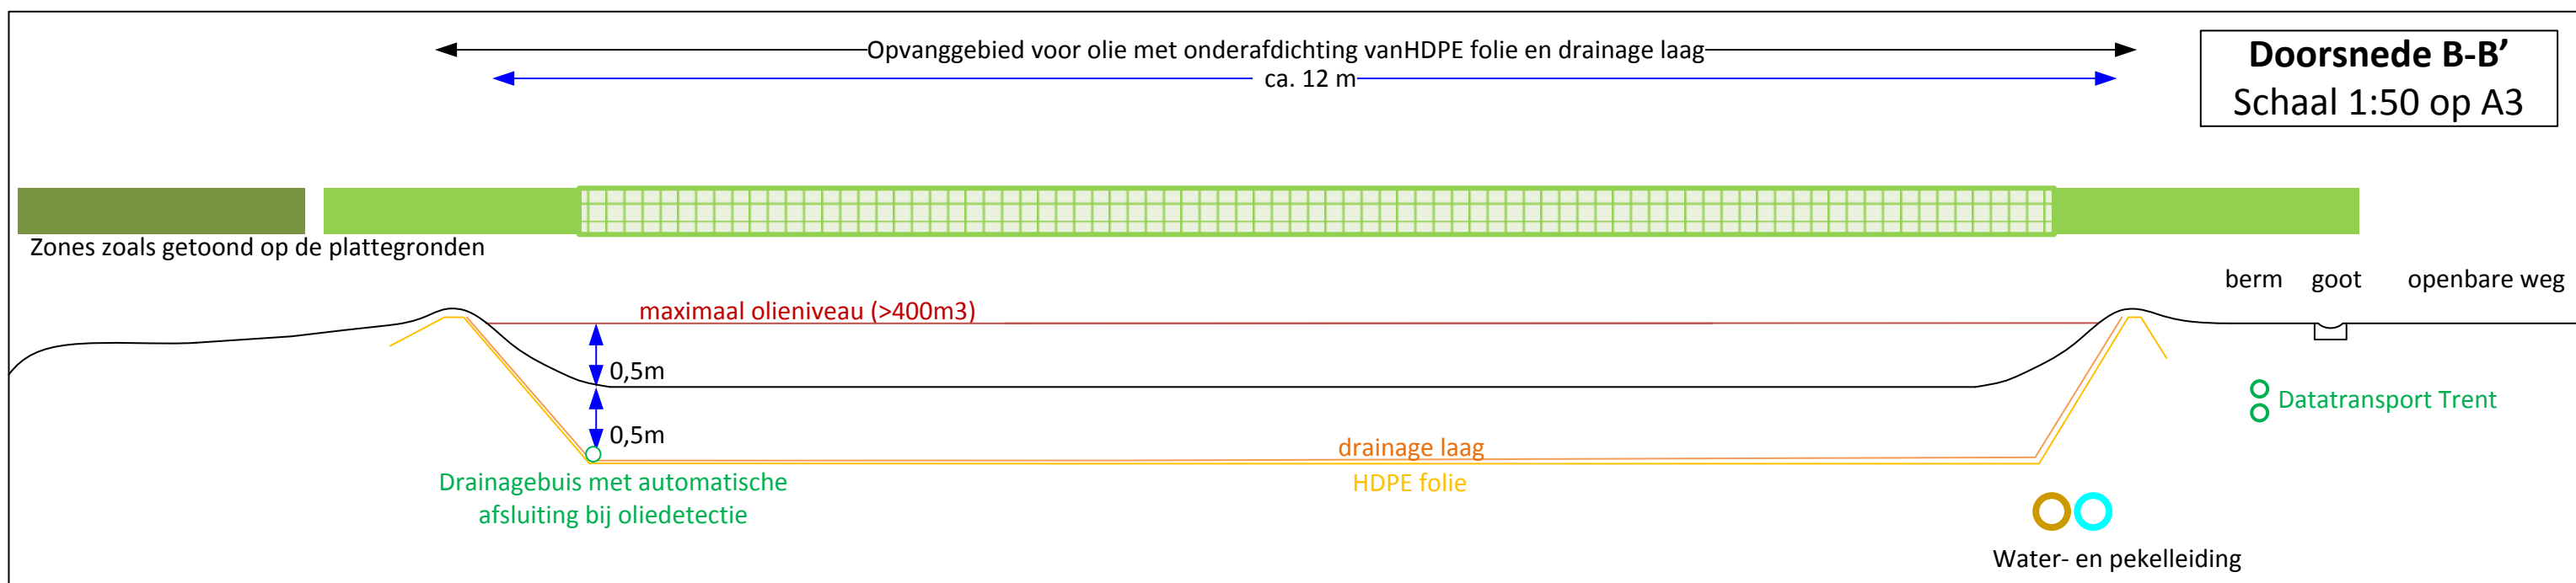 Opvanggebied voor olie met onderafdichting vanHDPE folie en drainage laag
ca. 12 m
Doorsnede B-B’
Schaal 1:50 op A3
Zones zoals getoond op de plattegronden
berm goot openbare weg
maximaal olieniveau (>400m3)
0,5m
Datatransport Trent
0,5m
drainage laag
Drainagebuis met automatische
afsluiting bij oliedetectie
HDPE folie
Water- en pekelleiding